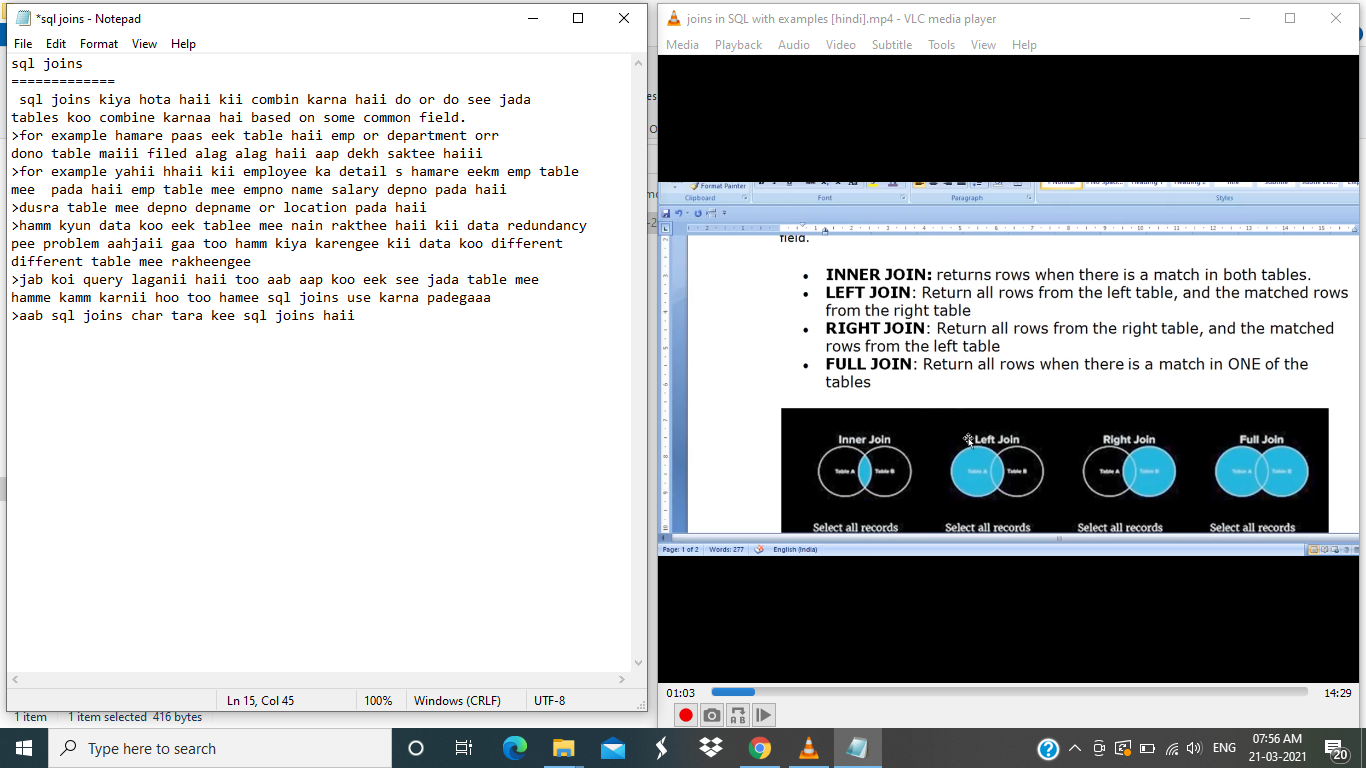 *sql joins - Notepad
File Edit Format View Help
sql joins
=============
sql joins kiya hota haii kii combin karna haii do or do see jada
tables koo combine karnaa hai based on some common field.
>for example hamare paas eek table haii emp or department orr
dono table maiii filed alag alag haii aap dekh saktee haiii
>for example yahii hhaii kii employee ka detail s hamare eekm emp table
mee  pada haii emp table mee empno name salary depno pada haii
>dusra table mee depno depname or location pada haii
>hamm kyun data koo eek tablee mee nain rakthee haii kii data redundancy
pee problem aahjaii gaa too hamm kiya karengee kii data koo different
different table mee rakheengee
>jab koi query laganii haii too aab aap koo eek see jada table mee
hamme kamm karnii hoo too hamee sql joins use karna padegaaa
>aab sql joins char tara kee sql joins haii
Ln 15, Col 45 100% Windows (CRLF) UTF-8
1 item 1 item selected 416 bytes
joins in SQL with examples [hindi].mp4 - VLC media player
Media Playback Audio Video Subtitle Tools View Help
Format Painter
Clipboard Font Paragraph Styles
field.
• INNER JOIN: returns rows when there is a match in both tables.
• LEFT JOIN: Return all rows from the left table, and the matched rows
from the right table
• RIGHT JOIN: Return all rows from the right table, and the matched
rows from the left table
• FULL JOIN: Return all rows when there is a match in ONE of the
tables
Inner Join Left Join Right Join Full Join
Table A Table B Table A Table B Table A Table B Table A Table B
Select all records Select all records Select all records Select all records
Page: 1 of 2 Words: 277 English (India)
01:03 14:29
Type here to search
ENG
07:56 AM
21-03-2021
20